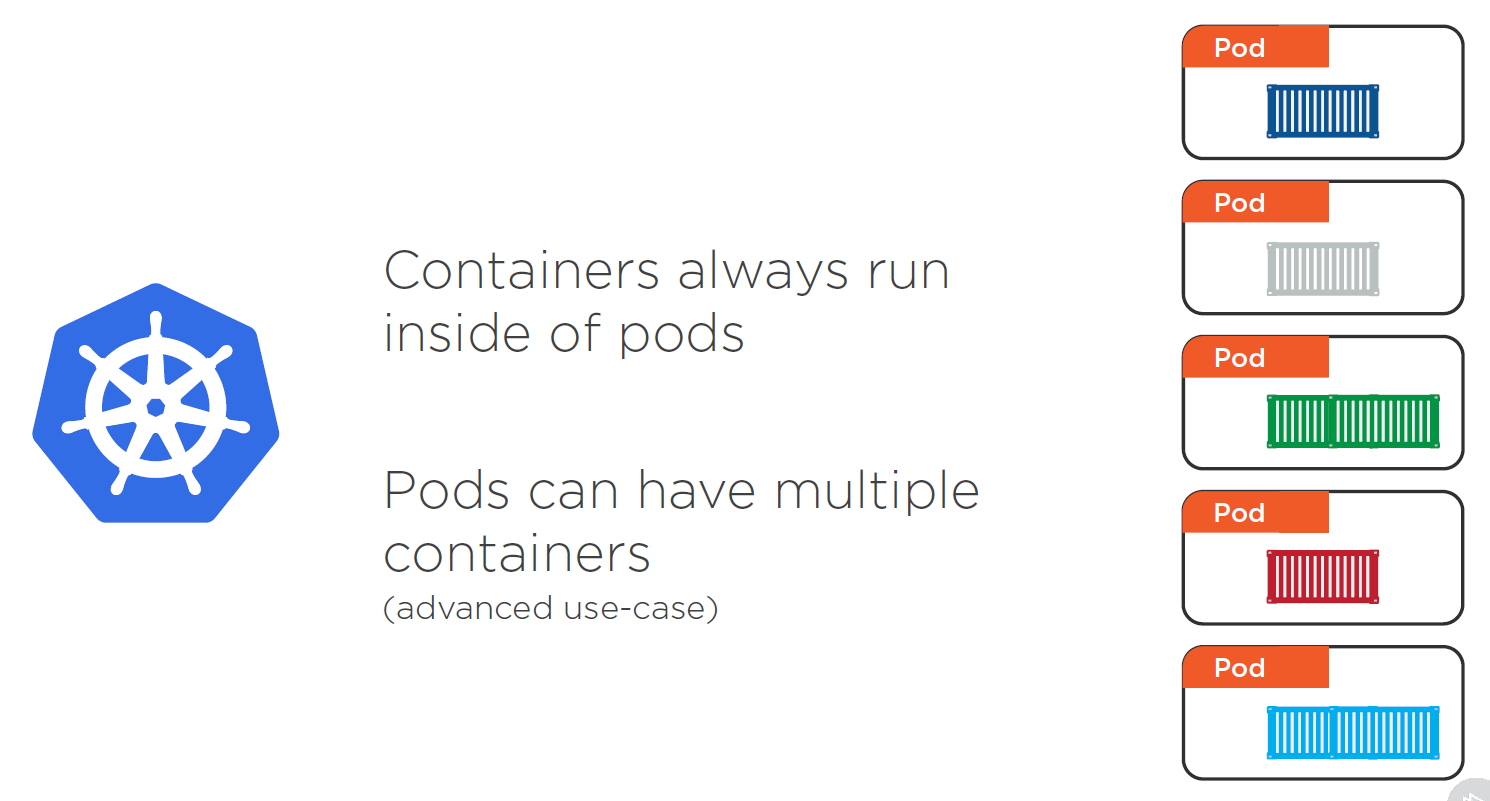 Containers always run
inside of pods
Pods can have multiple
containers
(advanced use-case)
Pod
Pod
Pod
Pod
Pod